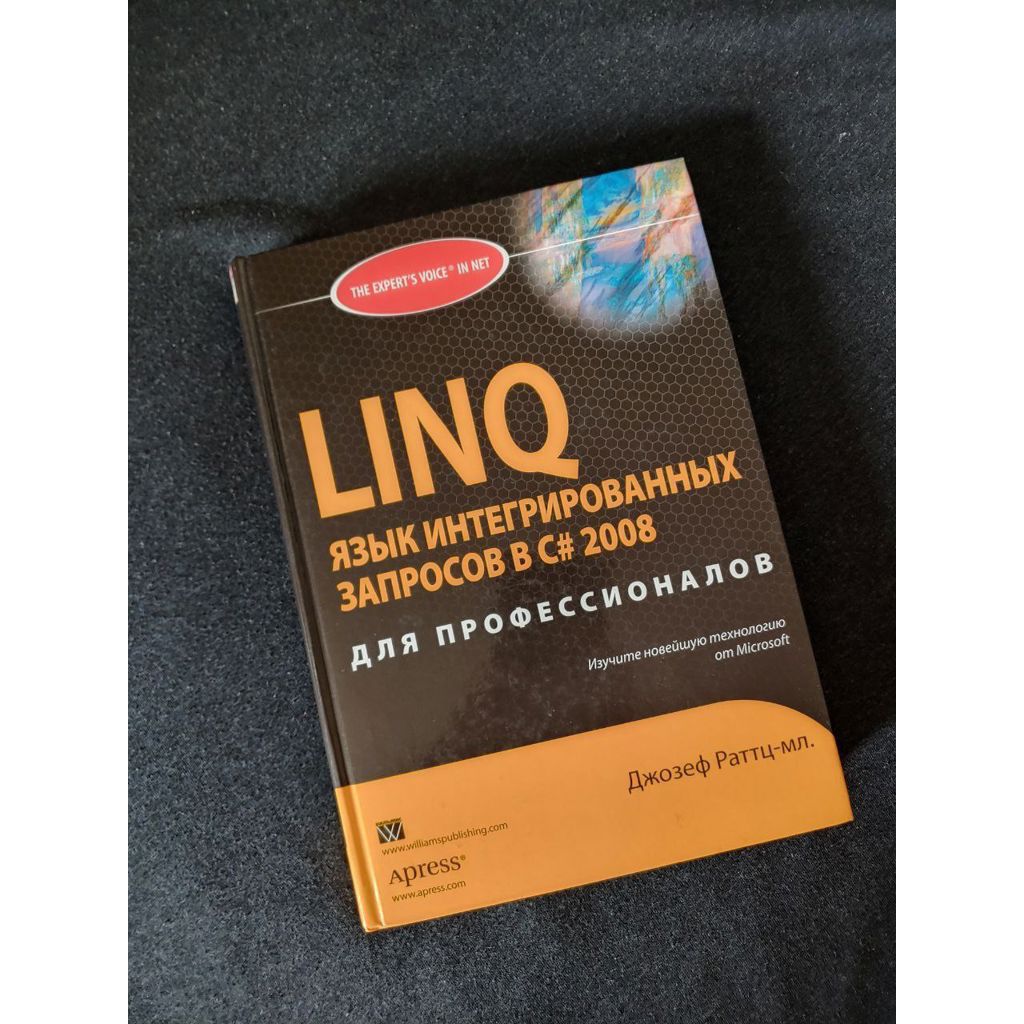 THE EXPERT'S VOICE® IN NET
LINQ
ЯЗЫК ИНТЕГРИРОВАННЫХ
ЗАПРОСОВ В C# 2008
ДЛЯ ПРОФЕССИОНАЛОВ
Изучите новейшую технологию
от Microsoft
Джозеф Раттц-мл.
www.williamspublishing.com
Apress®
www.apress.com